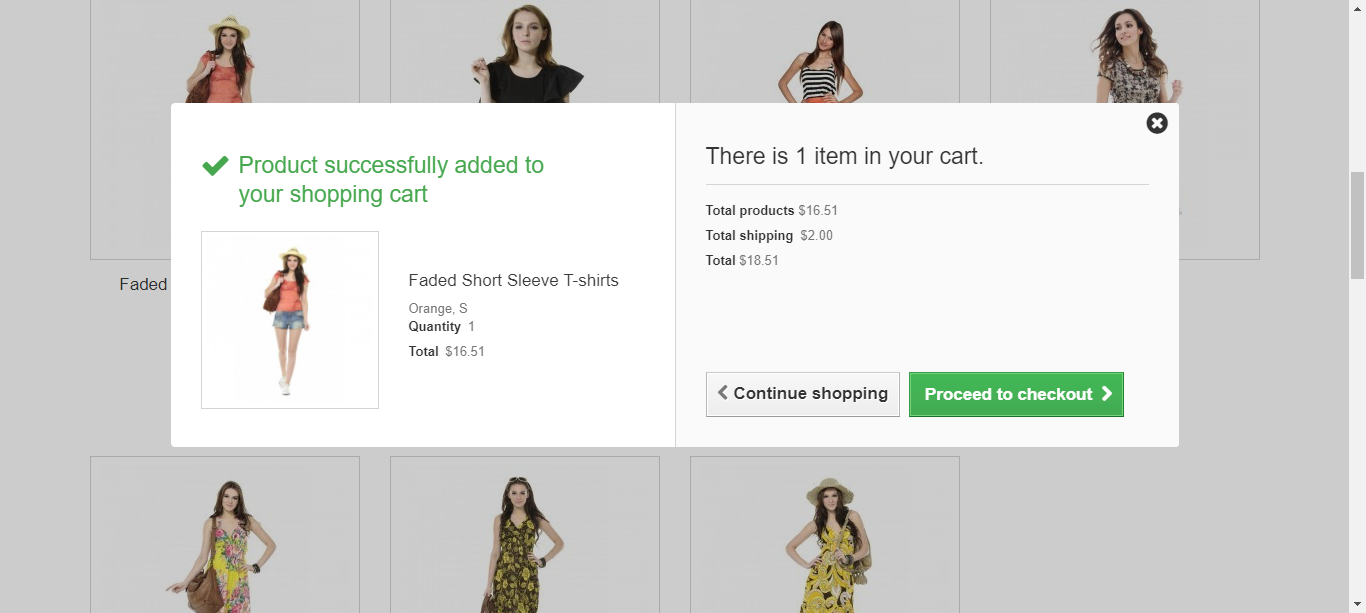 Product successfully added to
your shopping cart
Faded Short Sleeve T-shirts
Orange, S
Quantity 1
Total $16.51
There is 1 item in your cart.
Total products $16.51
Total shipping $2.00
Total $18.51
Continue shopping
Proceed to checkout
Faded